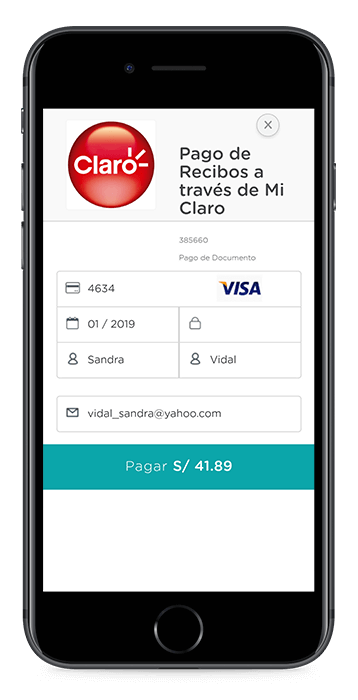 Claro-
Pago de
Recibos a
través de Mi
Claro
385660
Pago de Documento
4634
VISA
01 / 2019
Sandra
Vidal
vidal_sandra@yahoo.com
Pagar S/ 41.89